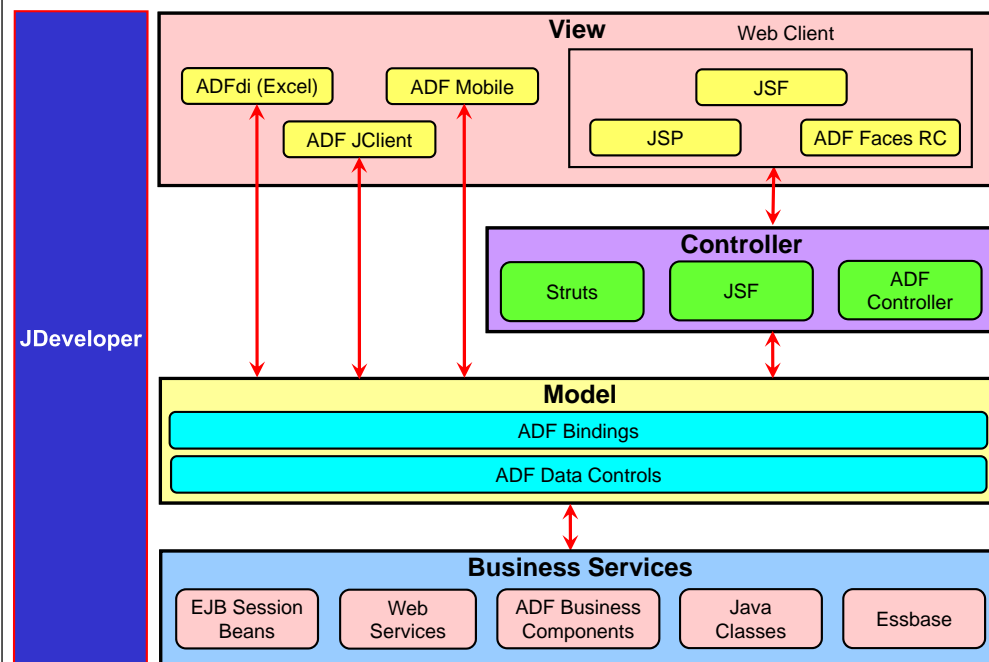 JDeveloper
View
Web Client
ADFdi (Excel)
ADF Mobile
JSF
ADF JClient
JSP
ADF Faces RC
Controller
Struts
JSF
ADF
Controller
Model
ADF Bindings
ADF Data Controls
Business Services
EJB Session
Beans
Web
Services
ADF Business
Components
Java
Classes
Essbase